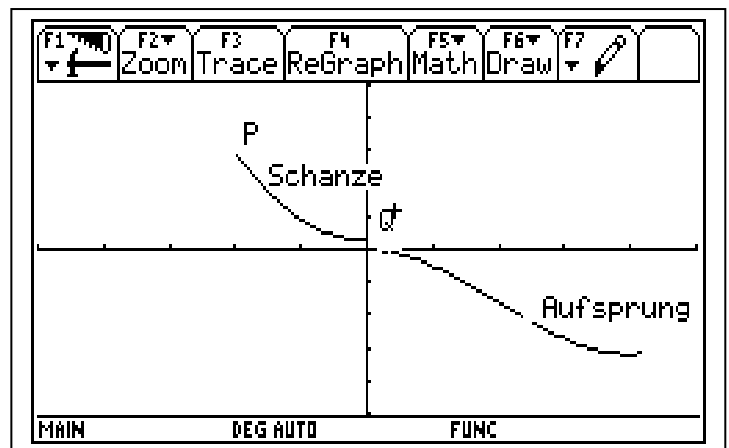 F1 F2 F3 F4 F5 F6 F7
Zoom Trace ReGraph Math Draw
P
Schanze
Q
Aufsprung
MAIN DEG AUTO FUNC